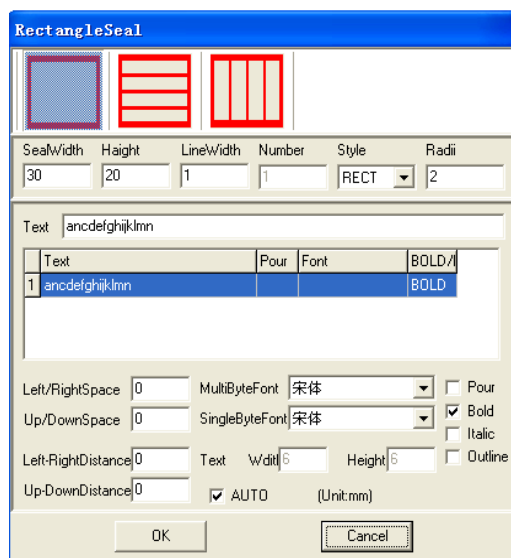 RectangleSeal
SealWidth Haight LineWidth Number Style Radii
30 20 1 1 RECT 2
Text ancdefghijklmn
Text Pour Font BOLD/I
1 ancdefghijklmn BOLD
Left/RightSpace 0 MultiByteFont 宋体 Pour
Up/DownSpace 0 SingleByteFont 宋体 Bold
Italic
Left-RightDistance 0 Text Wditl 6 Height 6 Outline
Up-DownDistance 0 AUTO (Unit:mm)
OK Cancel